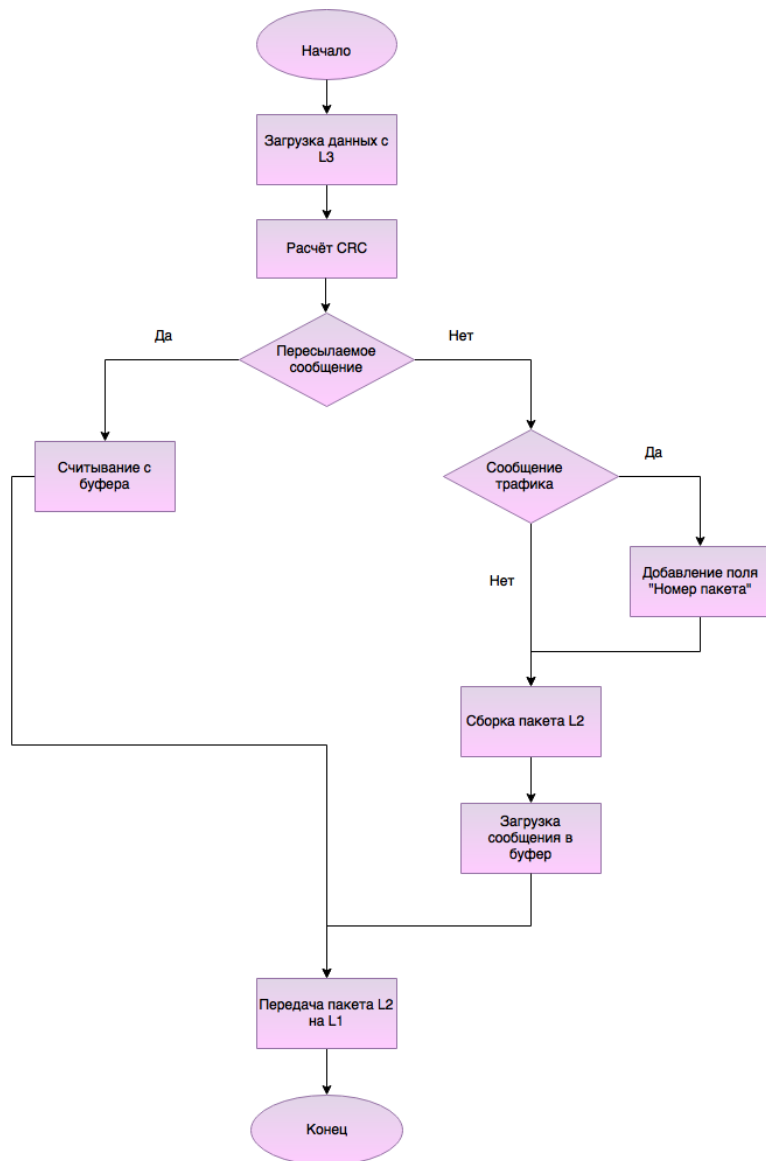 Начало
Загрузка данных с
L3
Расчёт CRC
Да
Нет
Пересылаемое
сообщение
Считывание с
буфера
Сообщение
трафика
Да
Нет
Добавление поля
"Номер пакета"
Сборка пакета L2
Загрузка
сообщения в
буфер
Передача пакета L2
на L1
Конец